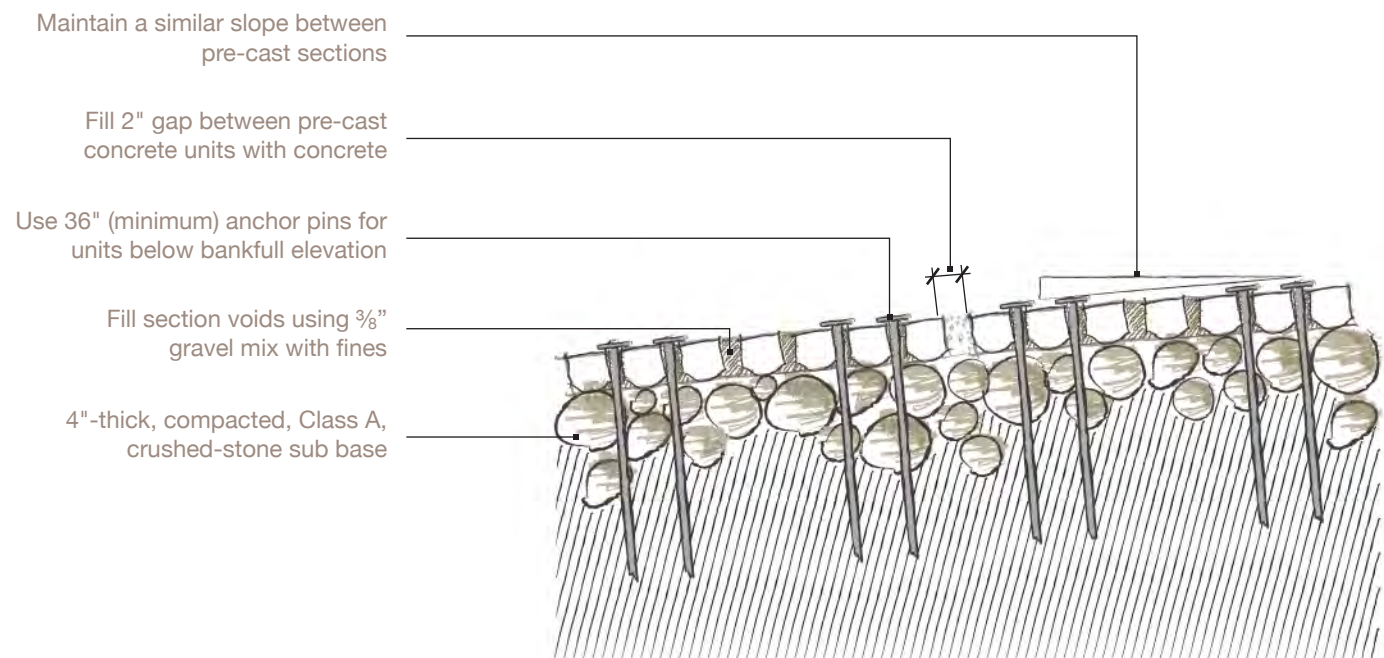 Maintain a similar slope between
pre-cast sections
Fill 2" gap between pre-cast
concrete units with concrete
Use 36" (minimum) anchor pins for
units below bankfull elevation
Fill section voids using ⅜”
gravel mix with fines
4"-thick, compacted, Class A,
crushed-stone sub base